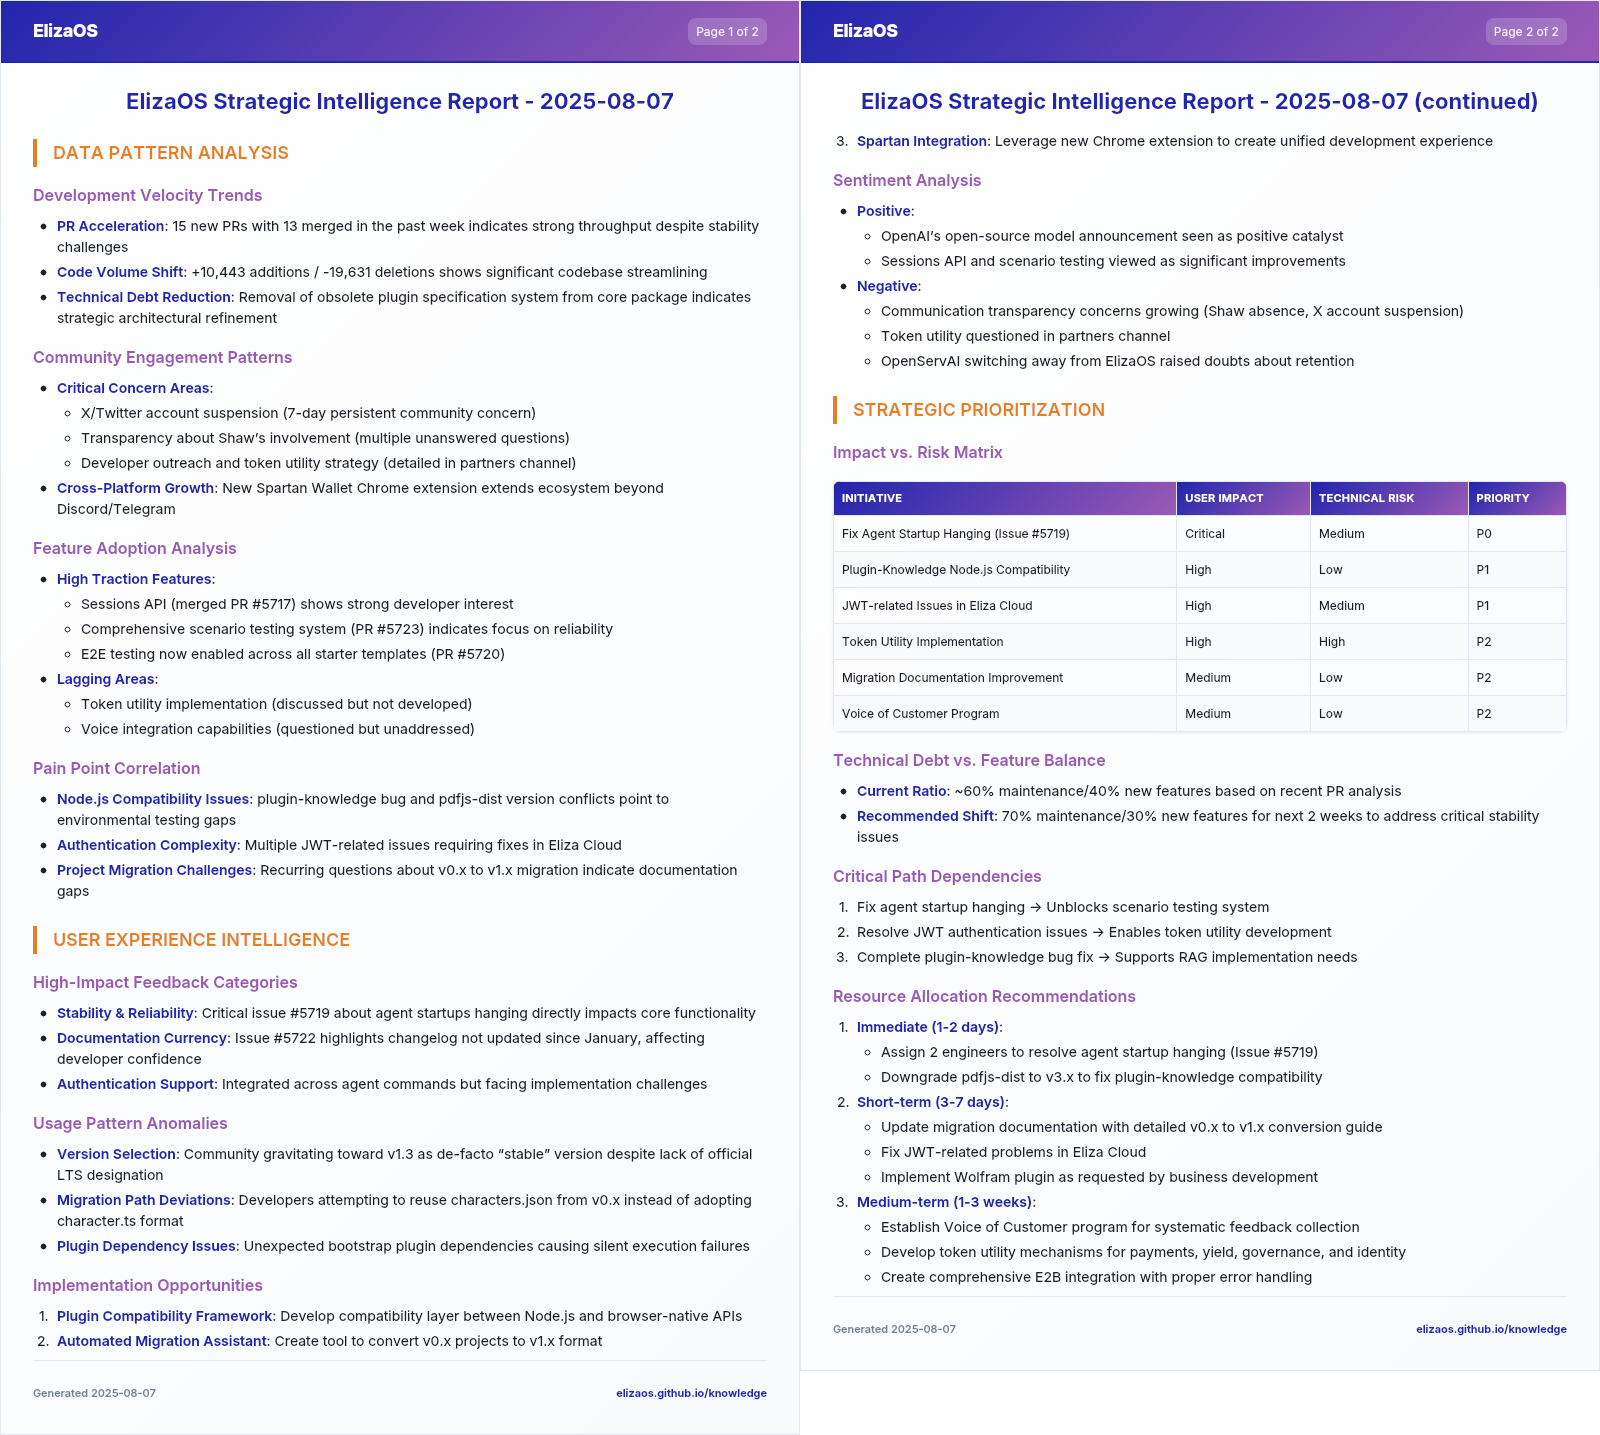 ElizaOS
Page 1 of 2
ElizaOS Strategic Intelligence Report - 2025-08-07
DATA PATTERN ANALYSIS
Development Velocity Trends
• PR Acceleration: 15 new PRs with 13 merged in the past week indicates strong throughput despite stability
challenges
• Code Volume Shift: +10,443 additions / -19,631 deletions shows significant codebase streamlining
• Technical Debt Reduction: Removal of obsolete plugin specification system from core package indicates
strategic architectural refinement
Community Engagement Patterns
• Critical Concern Areas:
◦ X/Twitter account suspension (7-day persistent community concern)
◦ Transparency about Shaw’s involvement (multiple unanswered questions)
◦ Developer outreach and token utility strategy (detailed in partners channel)
• Cross-Platform Growth: New Spartan Wallet Chrome extension extends ecosystem beyond
Discord/Telegram
Feature Adoption Analysis
• High Traction Features:
◦ Sessions API (merged PR #5717) shows strong developer interest
◦ Comprehensive scenario testing system (PR #5723) indicates focus on reliability
◦ E2E testing now enabled across all starter templates (PR #5720)
• Lagging Areas:
◦ Token utility implementation (discussed but not developed)
◦ Voice integration capabilities (questioned but unaddressed)
Pain Point Correlation
• Node.js Compatibility Issues: plugin-knowledge bug and pdfjs-dist version conflicts point to
environmental testing gaps
• Authentication Complexity: Multiple JWT-related issues requiring fixes in Eliza Cloud
• Project Migration Challenges: Recurring questions about v0.x to v1.x migration indicate documentation
gaps
USER EXPERIENCE INTELLIGENCE
High-Impact Feedback Categories
• Stability & Reliability: Critical issue #5719 about agent startups hanging directly impacts core functionality
• Documentation Currency: Issue #5722 highlights changelog not updated since January, affecting
developer confidence
• Authentication Support: Integrated across agent commands but facing implementation challenges
Usage Pattern Anomalies
• Version Selection: Community gravitating toward v1.3 as de-facto “stable” version despite lack of official
LTS designation
• Migration Path Deviations: Developers attempting to reuse characters.json from v0.x instead of adopting
character.ts format
• Plugin Dependency Issues: Unexpected bootstrap plugin dependencies causing silent execution failures
Implementation Opportunities
1. Plugin Compatibility Framework: Develop compatibility layer between Node.js and browser-native APIs
2. Automated Migration Assistant: Create tool to convert v0.x projects to v1.x format
Generated 2025-08-07
elizaos.github.io/knowledge
ElizaOS
Page 2 of 2
ElizaOS Strategic Intelligence Report - 2025-08-07 (continued)
3. Spartan Integration: Leverage new Chrome extension to create unified development experience
Sentiment Analysis
• Positive:
◦ OpenAI’s open-source model announcement seen as positive catalyst
◦ Sessions API and scenario testing viewed as significant improvements
• Negative:
◦ Communication transparency concerns growing (Shaw absence, X account suspension)
◦ Token utility questioned in partners channel
◦ OpenServAI switching away from ElizaOS raised doubts about retention
STRATEGIC PRIORITIZATION
Impact vs. Risk Matrix
INITIATIVE USER IMPACT TECHNICAL RISK PRIORITY
Fix Agent Startup Hanging (Issue #5719) Critical Medium P0
Plugin-Knowledge Node.js Compatibility High Low P1
JWT-related Issues in Eliza Cloud High Medium P1
Token Utility Implementation High High P2
Migration Documentation Improvement Medium Low P2
Voice of Customer Program Medium Low P2
Technical Debt vs. Feature Balance
• Current Ratio: ~60% maintenance/40% new features based on recent PR analysis
• Recommended Shift: 70% maintenance/30% new features for next 2 weeks to address critical stability
issues
Critical Path Dependencies
1. Fix agent startup hanging → Unblocks scenario testing system
2. Resolve JWT authentication issues → Enables token utility development
3. Complete plugin-knowledge bug fix → Supports RAG implementation needs
Resource Allocation Recommendations
1. Immediate (1-2 days):
◦ Assign 2 engineers to resolve agent startup hanging (Issue #5719)
◦ Downgrade pdfjs-dist to v3.x to fix plugin-knowledge compatibility
2. Short-term (3-7 days):
◦ Update migration documentation with detailed v0.x to v1.x conversion guide
◦ Fix JWT-related problems in Eliza Cloud
◦ Implement Wolfram plugin as requested by business development
3. Medium-term (1-3 weeks):
◦ Establish Voice of Customer program for systematic feedback collection
◦ Develop token utility mechanisms for payments, yield, governance, and identity
◦ Create comprehensive E2B integration with proper error handling
Generated 2025-08-07
elizaos.github.io/knowledge